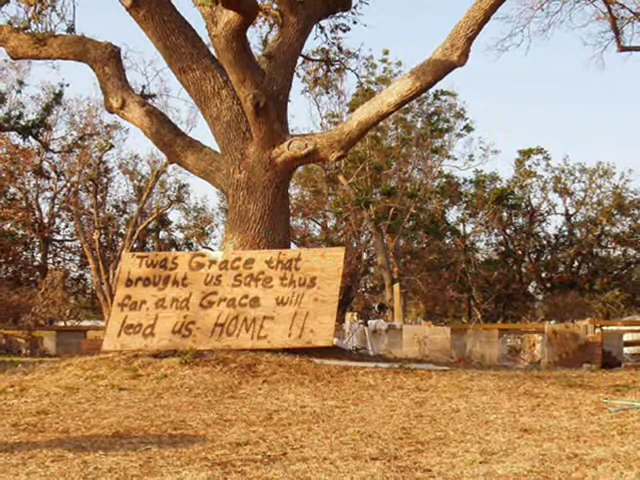 'Twas Grace that
brought us safe thus
far and Grace will
lead us HOME !!